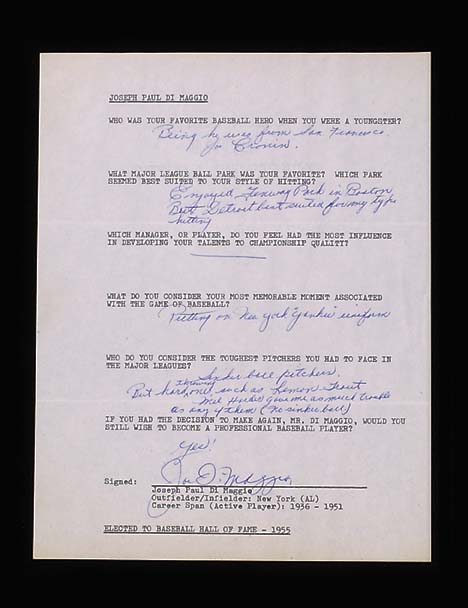 JOSEPH PAUL DI MAGGIO
WHO WAS YOUR FAVORITE BASEBALL HERO WHEN YOU WERE A YOUNGSTER?
Being he was from San Francisco.
Joe Cronin.
WHAT MAJOR LEAGUE BALL PARK WAS YOUR FAVORITE? WHICH PARK
SEEMED BEST SUITED TO YOUR STYLE OF HITTING?
Enjoyed Fenway Park in Boston
But Detroit best suited for my type
hitting
WHICH MANAGER, OR PLAYER, DO YOU FEEL HAD THE MOST INFLUENCE
IN DEVELOPING YOUR TALENTS TO CHAMPIONSHIP QUALITY?
WHAT DO YOU CONSIDER YOUR MOST MEMORABLE MOMENT ASSOCIATED
WITH THE GAME OF BASEBALL?
Putting on New York "Yankee" uniform
WHO DO YOU CONSIDER THE TOUGHEST PITCHERS YOU HAD TO FACE IN
THE MAJOR LEAGUES?
Sinker ball pitchers.
But hard throwing ones such as Lemon Trout
Mel Harder gave me as much trouble
as any of them (no sinker ball)
IF YOU HAD THE DECISION TO MAKE AGAIN, MR. DI MAGGIO, WOULD YOU
STILL WISH TO BECOME A PROFESSIONAL BASEBALL PLAYER?
Yes!
Signed: Joe Di Maggio
Joseph Paul Di Maggio
Outfielder/Infielder: New York (AL)
Career Span (Active Player): 1936 - 1951
ELECTED TO BASEBALL HALL OF FAME - 1955